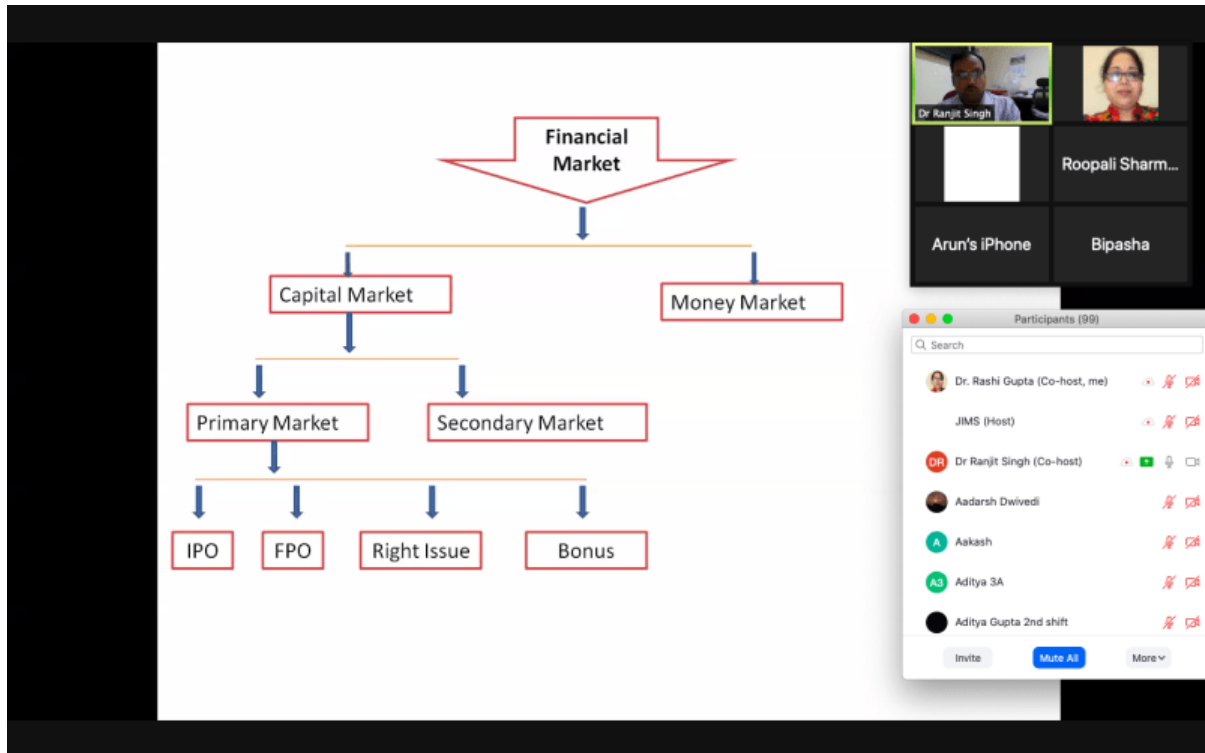 Financial
Market
Capital Market
Money Market
Primary Market
Secondary Market
IPO
FPO
Right Issue
Bonus
Dr Ranjit Singh
Roopali Sharm...
Arun's iPhone
Bipasha
Participants (99)
Search
Dr. Rashi Gupta (Co-host, me)
JIMS (Host)
DR
Dr Ranjit Singh (Co-host)
Aadarsh Dwivedi
A
Aakash
A3
Aditya 3A
Aditya Gupta 2nd shift
Invite
Mute All
More